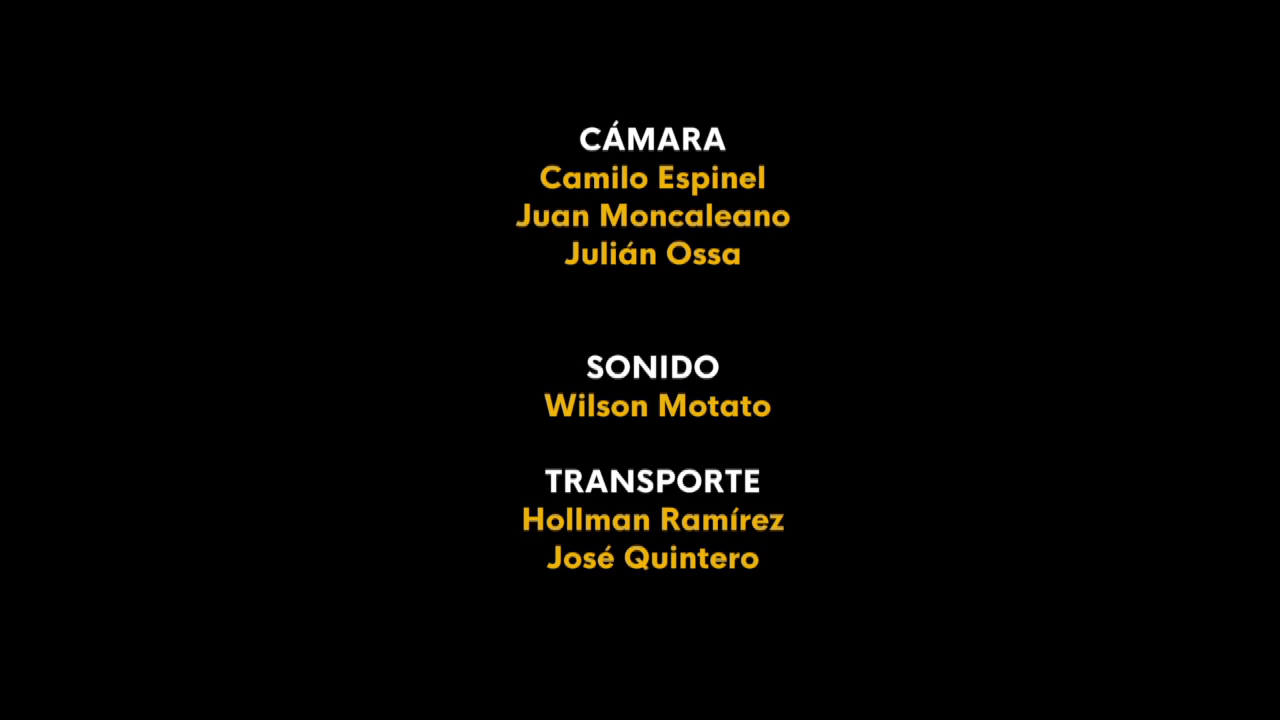 CÁMARA
Camilo Espinel
Juan Moncaleano
Julián Ossa
SONIDO
Wilson Motato
TRANSPORTE
Hollman Ramírez
José Quintero